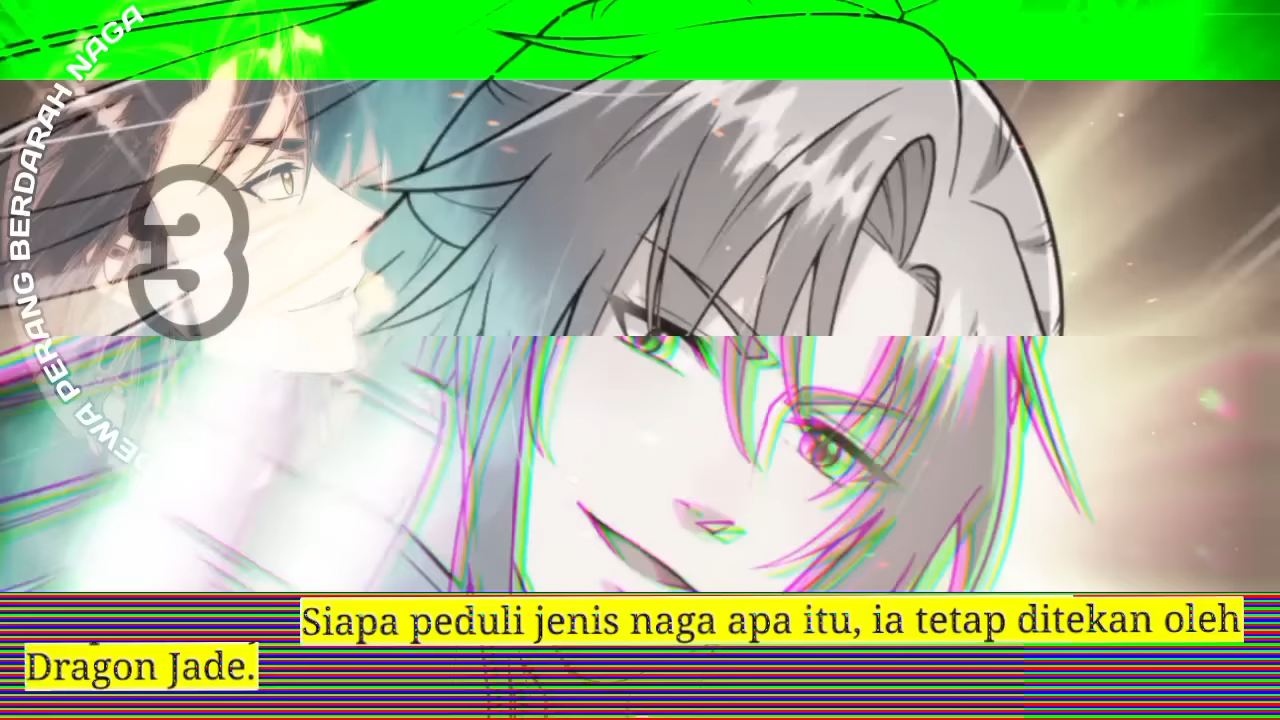 DEWA PERANG BERDARAH NAGA
3
Siapa peduli jenis naga apa itu, ia tetap ditekan oleh
Dragon Jade.